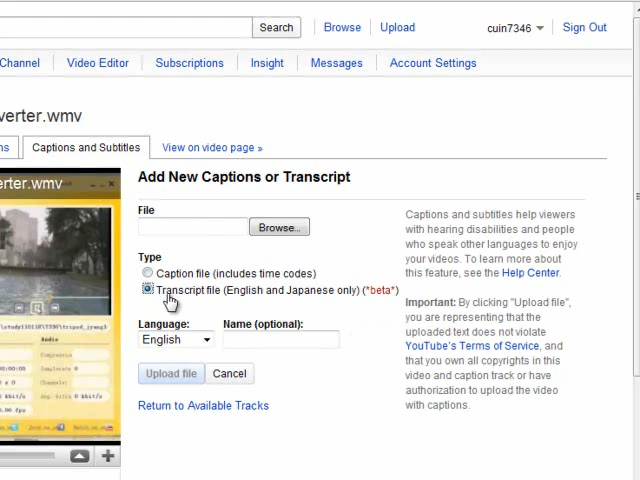 Search
Browse
Upload
cuin7346
Sign Out
Channel
Video Editor
Subscriptions
Insight
Messages
Account Settings
verter.wmv
ns
Captions and Subtitles
View on video page »
erter.wmv
Add New Captions or Transcript
File
Browse...
Type
Caption file (includes time codes)
Transcript file (English and Japanese only) (*beta*)
Language:
Name (optional):
English
Upload file
Cancel
Return to Available Tracks
Captions and subtitles help viewers
with hearing disabilities and people
who speak other languages to enjoy
your videos. To learn more about
this feature, see the Help Center.
Important: By clicking "Upload file",
you are representing that the
uploaded text does not violate
YouTube's Terms of Service, and
that you own all copyrights in this
video and caption track or have
authorization to upload the video
with captions.
Audio